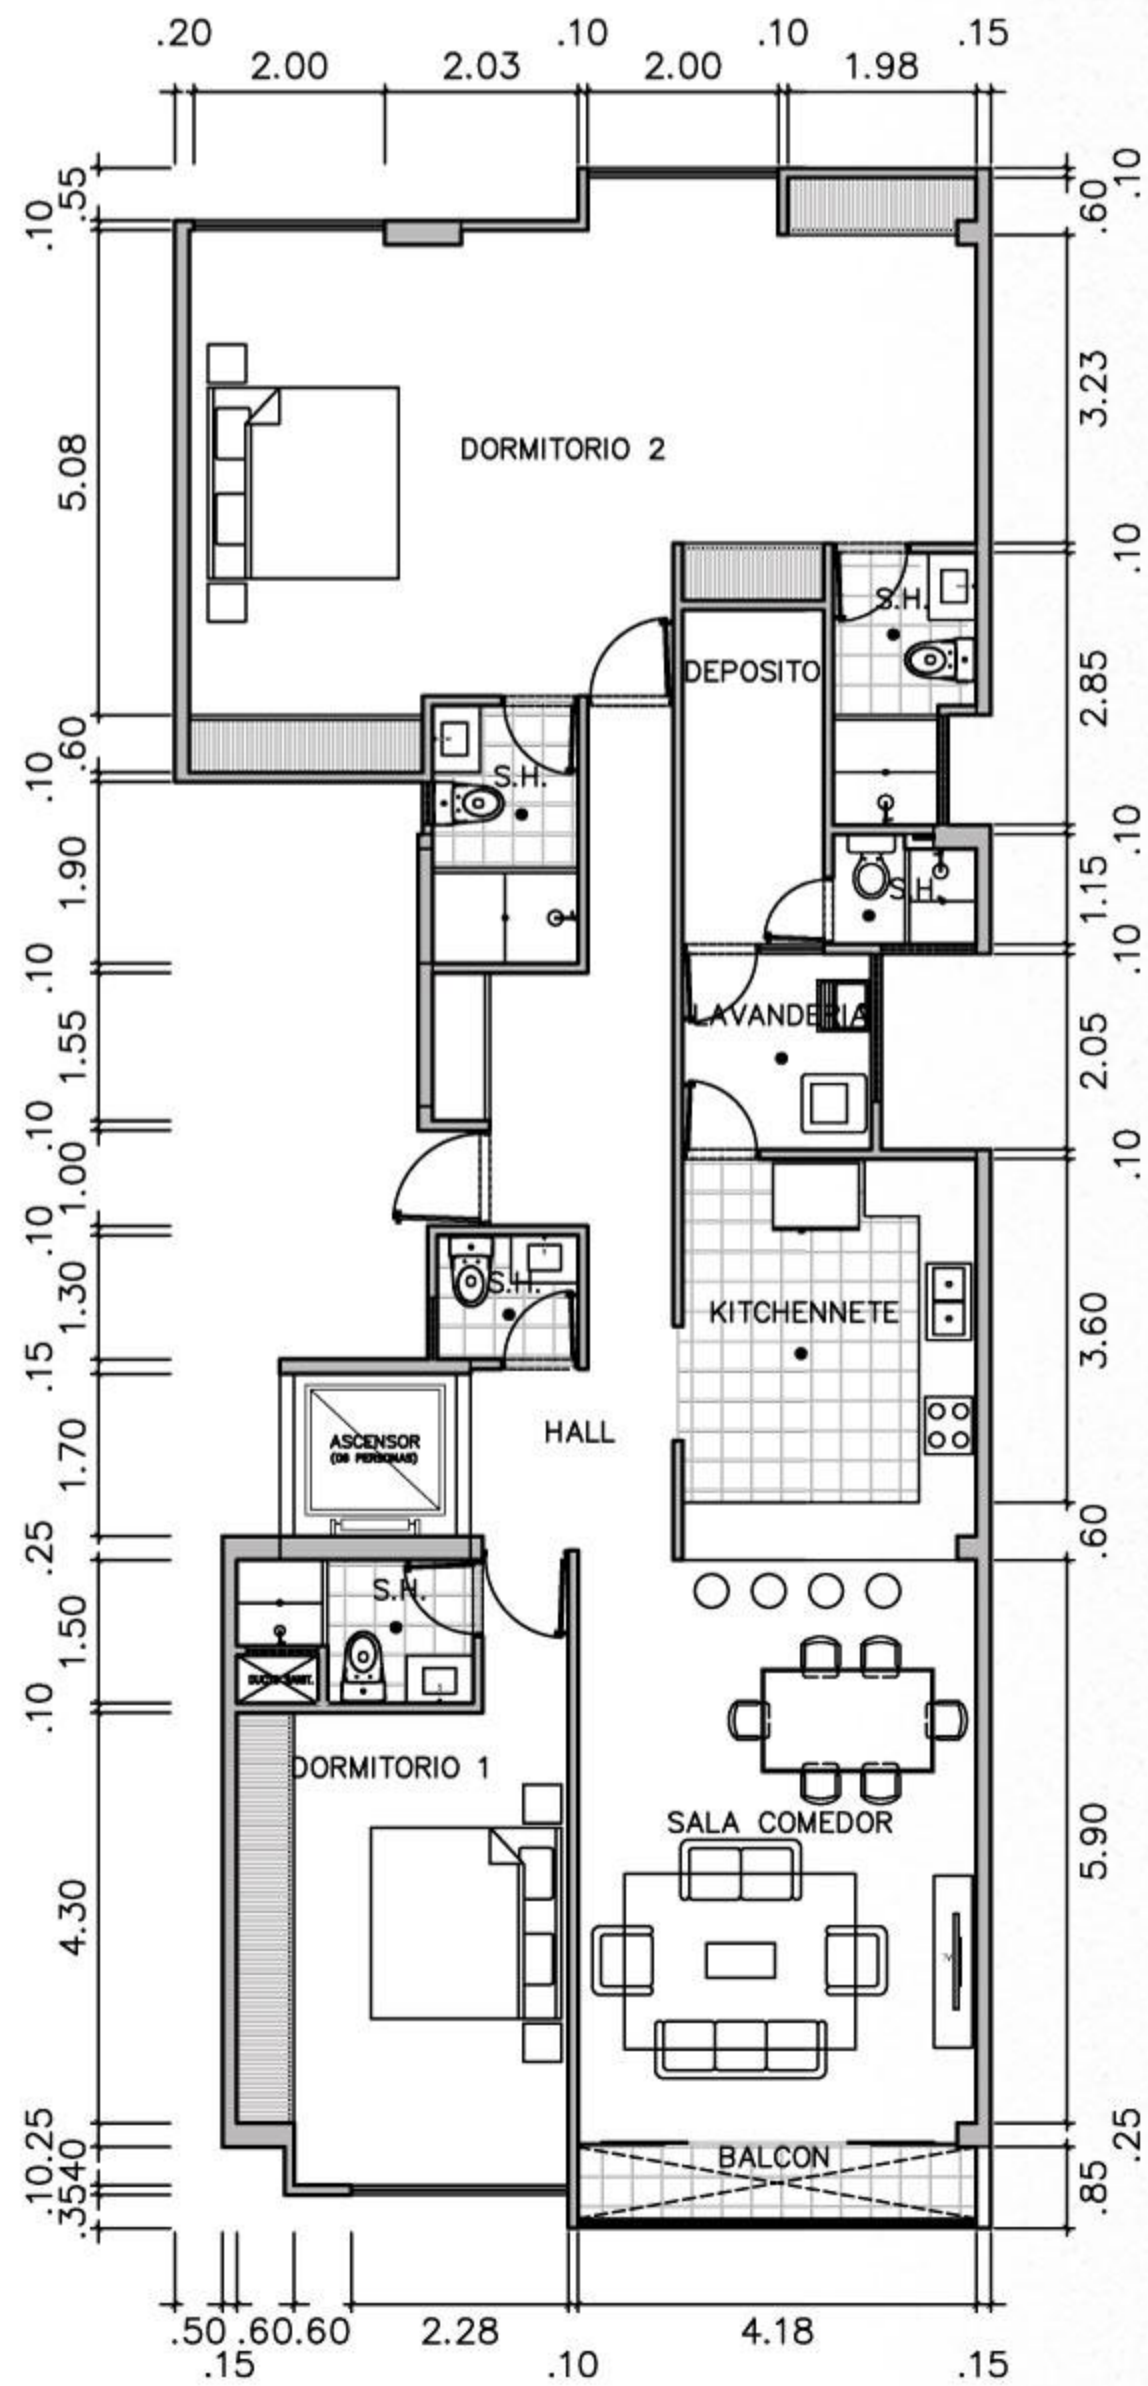 .20 .10 .10 .15
2.00 2.03 2.00 1.98
.55
.10
5.08
.60
.10
1.90
.10
1.55
.10
1.00
.10
1.30
.15
1.70
.25
1.50
.10
4.30
.25
.40
.10
.35
.10
.60
3.23
.10
2.85
.10
1.15
.10
2.05
.10
3.60
.60
5.90
.25
.85
DORMITORIO 2
S.H.
DEPOSITO
S.H.
S.H.
LAVANDERIA
S.H.
KITCHENNETE
HALL
ASCENSOR
(06 PERSONAS)
S.H.
DORMITORIO 1
SALA COMEDOR
BALCON
.50 .60 .60 2.28 4.18
.15 .10 .15